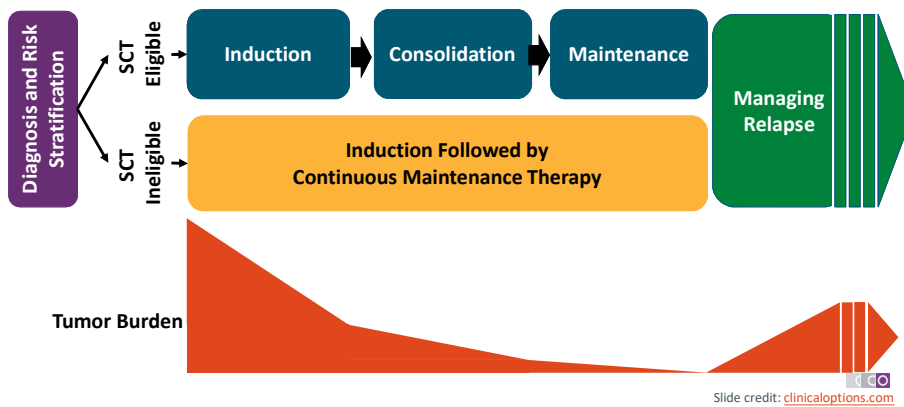 Diagnosis and Risk
Stratification
SCT
Eligible
SCT
Ineligible
Induction
Consolidation
Maintenance
Induction Followed by
Continuous Maintenance Therapy
Managing
Relapse
Tumor Burden
CCO
Slide credit: clinicaloptions.com